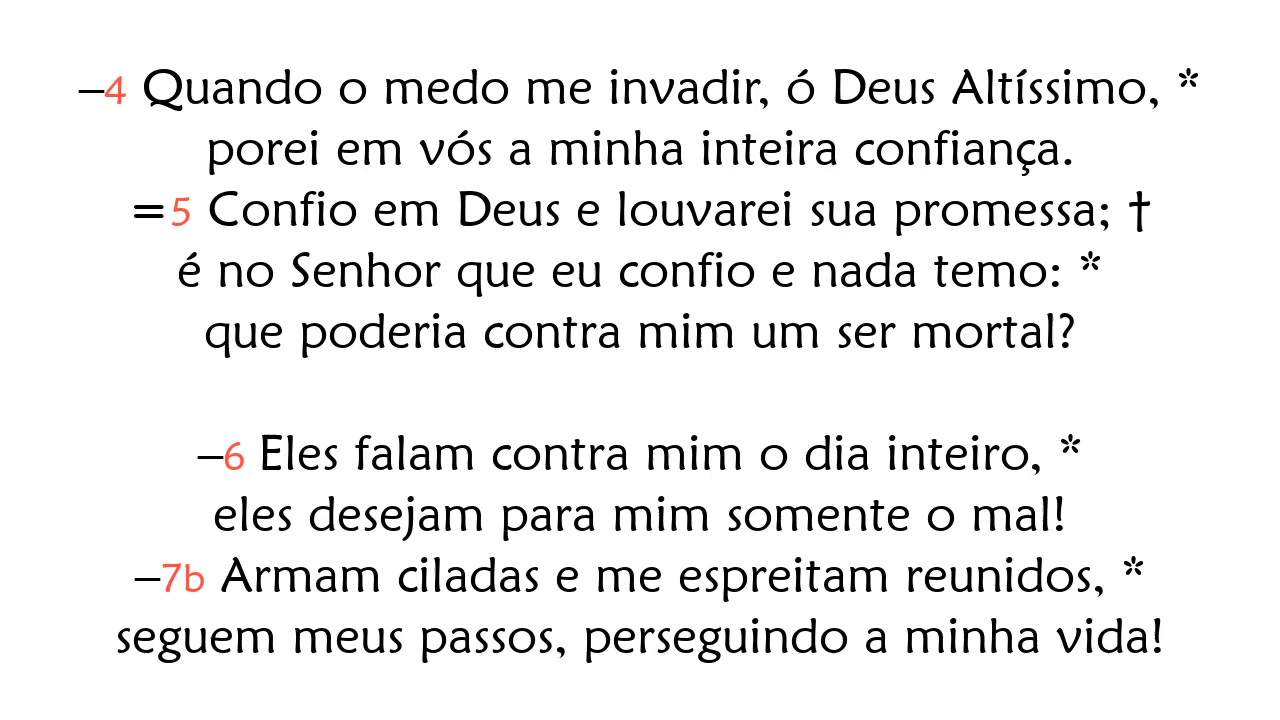 –4 Quando o medo me invadir, ó Deus Altíssimo, *
porei em vós a minha inteira confiança.
=5 Confio em Deus e louvarei sua promessa; †
é no Senhor que eu confio e nada temo: *
que poderia contra mim um ser mortal?
–6 Eles falam contra mim o dia inteiro, *
eles desejam para mim somente o mal!
–7b Armam ciladas e me espreitam reunidos, *
seguem meus passos, perseguindo a minha vida!